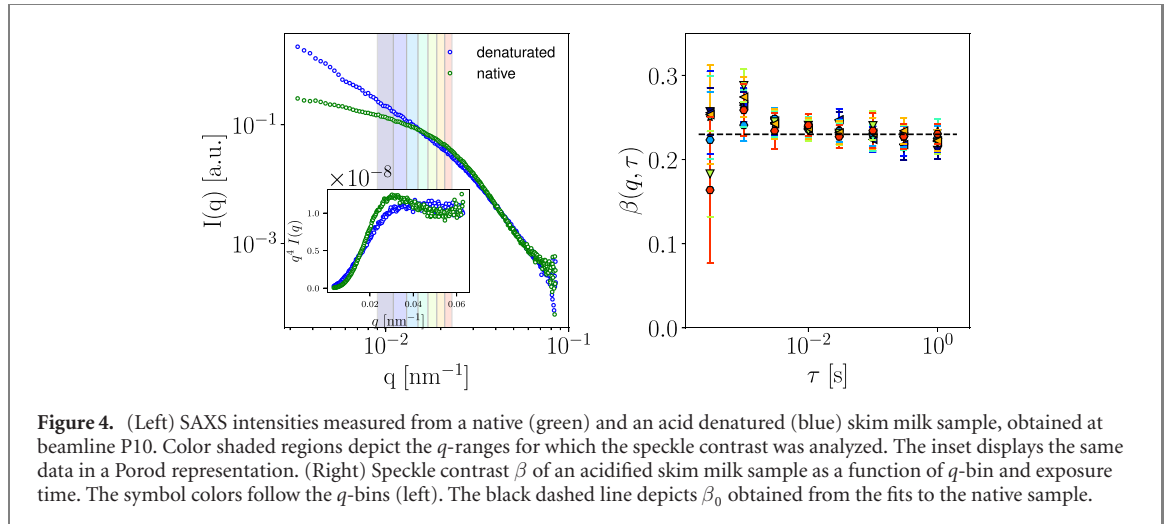 denaturated
native
I(q) [a.u.]
10⁻¹
10⁻³
×10⁻⁸
q⁴ I(q)
1.0
0.5
0.0
0.02 0.04 0.06
q [nm⁻¹]
10⁻² 10⁻¹
q [nm⁻¹]
β(q, τ)
0.3
0.2
0.1
0.0
10⁻² 10⁰
τ [s]
Figure 4. (Left) SAXS intensities measured from a native (green) and an acid denatured (blue) skim milk sample, obtained at
beamline P10. Color shaded regions depict the q-ranges for which the speckle contrast was analyzed. The inset displays the same
data in a Porod representation. (Right) Speckle contrast β of an acidified skim milk sample as a function of q-bin and exposure
time. The symbol colors follow the q-bins (left). The black dashed line depicts β₀ obtained from the fits to the native sample.